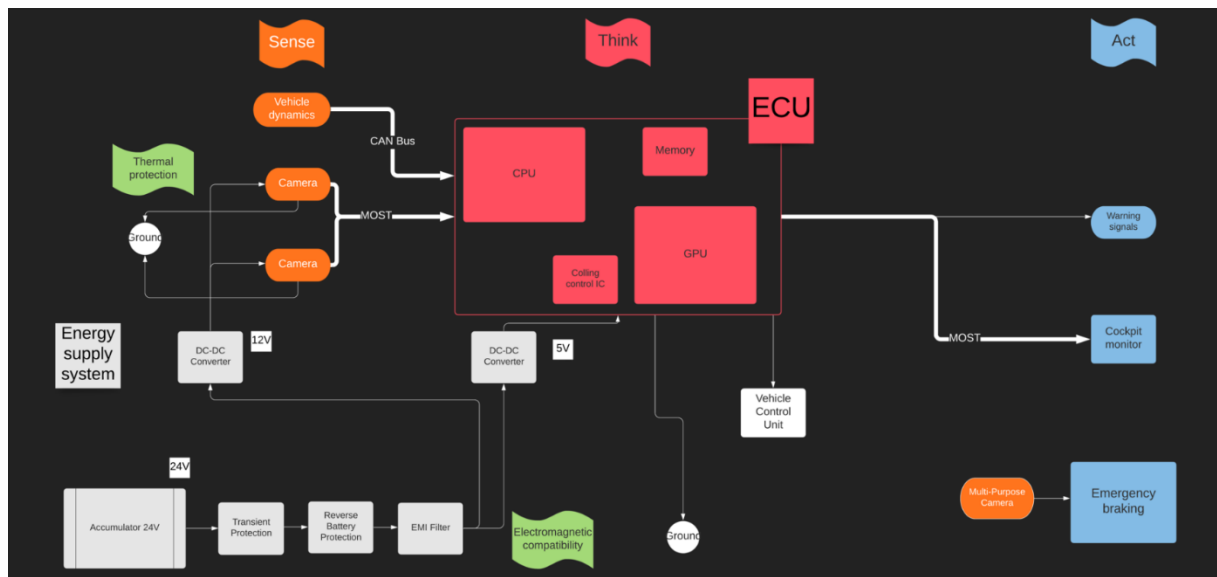 Sense
Think
Act
Vehicle
dynamics
ECU
CAN Bus
Thermal
protection
Camera
CPU
Memory
MOST
Warning
signals
Ground
Camera
GPU
Colling
control IC
Energy
supply
system
DC-DC
Converter
12V
DC-DC
Converter
5V
MOST
Cockpit
monitor
Vehicle
Control
Unit
24V
Accumulator 24V
Transient
Protection
Reverse
Battery
Protection
EMI Filter
Electromagnetic
compatibility
Ground
Multi-Purpose
Camera
Emergency
braking